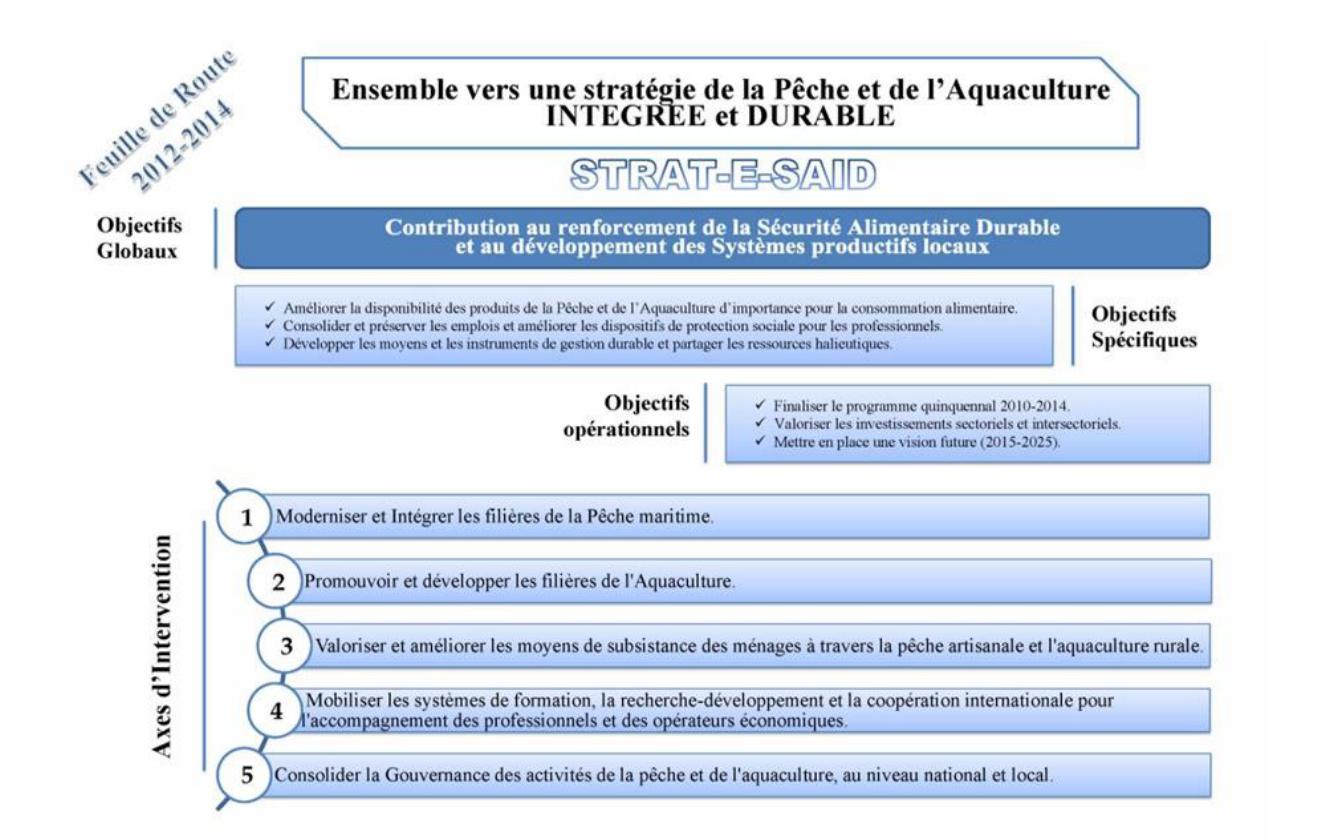 Feuille de Route
2012-2014
Ensemble vers une stratégie de la Pêche et de l'Aquaculture
INTEGREE et DURABLE
STRAT-E-SAID
Objectifs
Globaux
Contribution au renforcement de la Sécurité Alimentaire Durable
et au développement des Systèmes productifs locaux
✓ Améliorer la disponibilité des produits de la Pêche et de l'Aquaculture d'importance pour la consommation alimentaire.
✓ Consolider et préserver les emplois et améliorer les dispositifs de protection sociale pour les professionnels.
✓ Développer les moyens et les instruments de gestion durable et partager les ressources halieutiques.
Objectifs
Spécifiques
Objectifs
opérationnels
✓ Finaliser le programme quinquennal 2010-2014.
✓ Valoriser les investissements sectoriels et intersectoriels.
✓ Mettre en place une vision future (2015-2025).
Axes d'Intervention
1 Moderniser et Intégrer les filières de la Pêche maritime.
2 Promouvoir et développer les filières de l'Aquaculture.
3 Valoriser et améliorer les moyens de subsistance des ménages à travers la pêche artisanale et l'aquaculture rurale.
4 Mobiliser les systèmes de formation, la recherche-développement et la coopération internationale pour
l'accompagnement des professionnels et des opérateurs économiques.
5 Consolider la Gouvernance des activités de la pêche et de l'aquaculture, au niveau national et local.